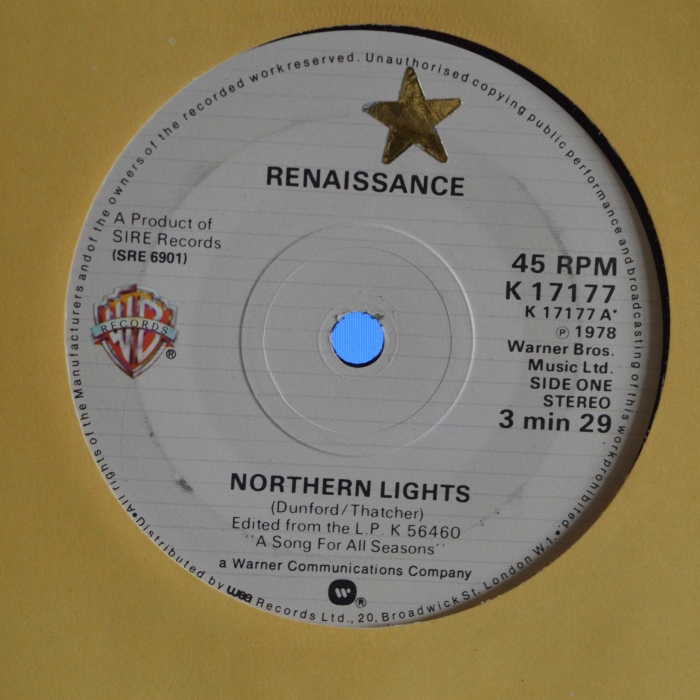 All rights of the Manufacturers and of the owners of the recorded work reserved. Unauthorised copying public performance and broadcasting of this work prohibited.
RENAISSANCE
A Product of
SIRE Records
(SRE 6901)
WB
RECORDS
®
45 RPM
K 17177
K 17177 A*
℗ 1978
Warner Bros.
Music Ltd.
SIDE ONE
STEREO
3 min 29
NORTHERN LIGHTS
(Dunford/Thatcher)
Edited from the L.P. K 56460
"A Song For All Seasons"
a Warner Communications Company
®
Distributed by wea Records Ltd., 20, Broadwick St. London W.1.